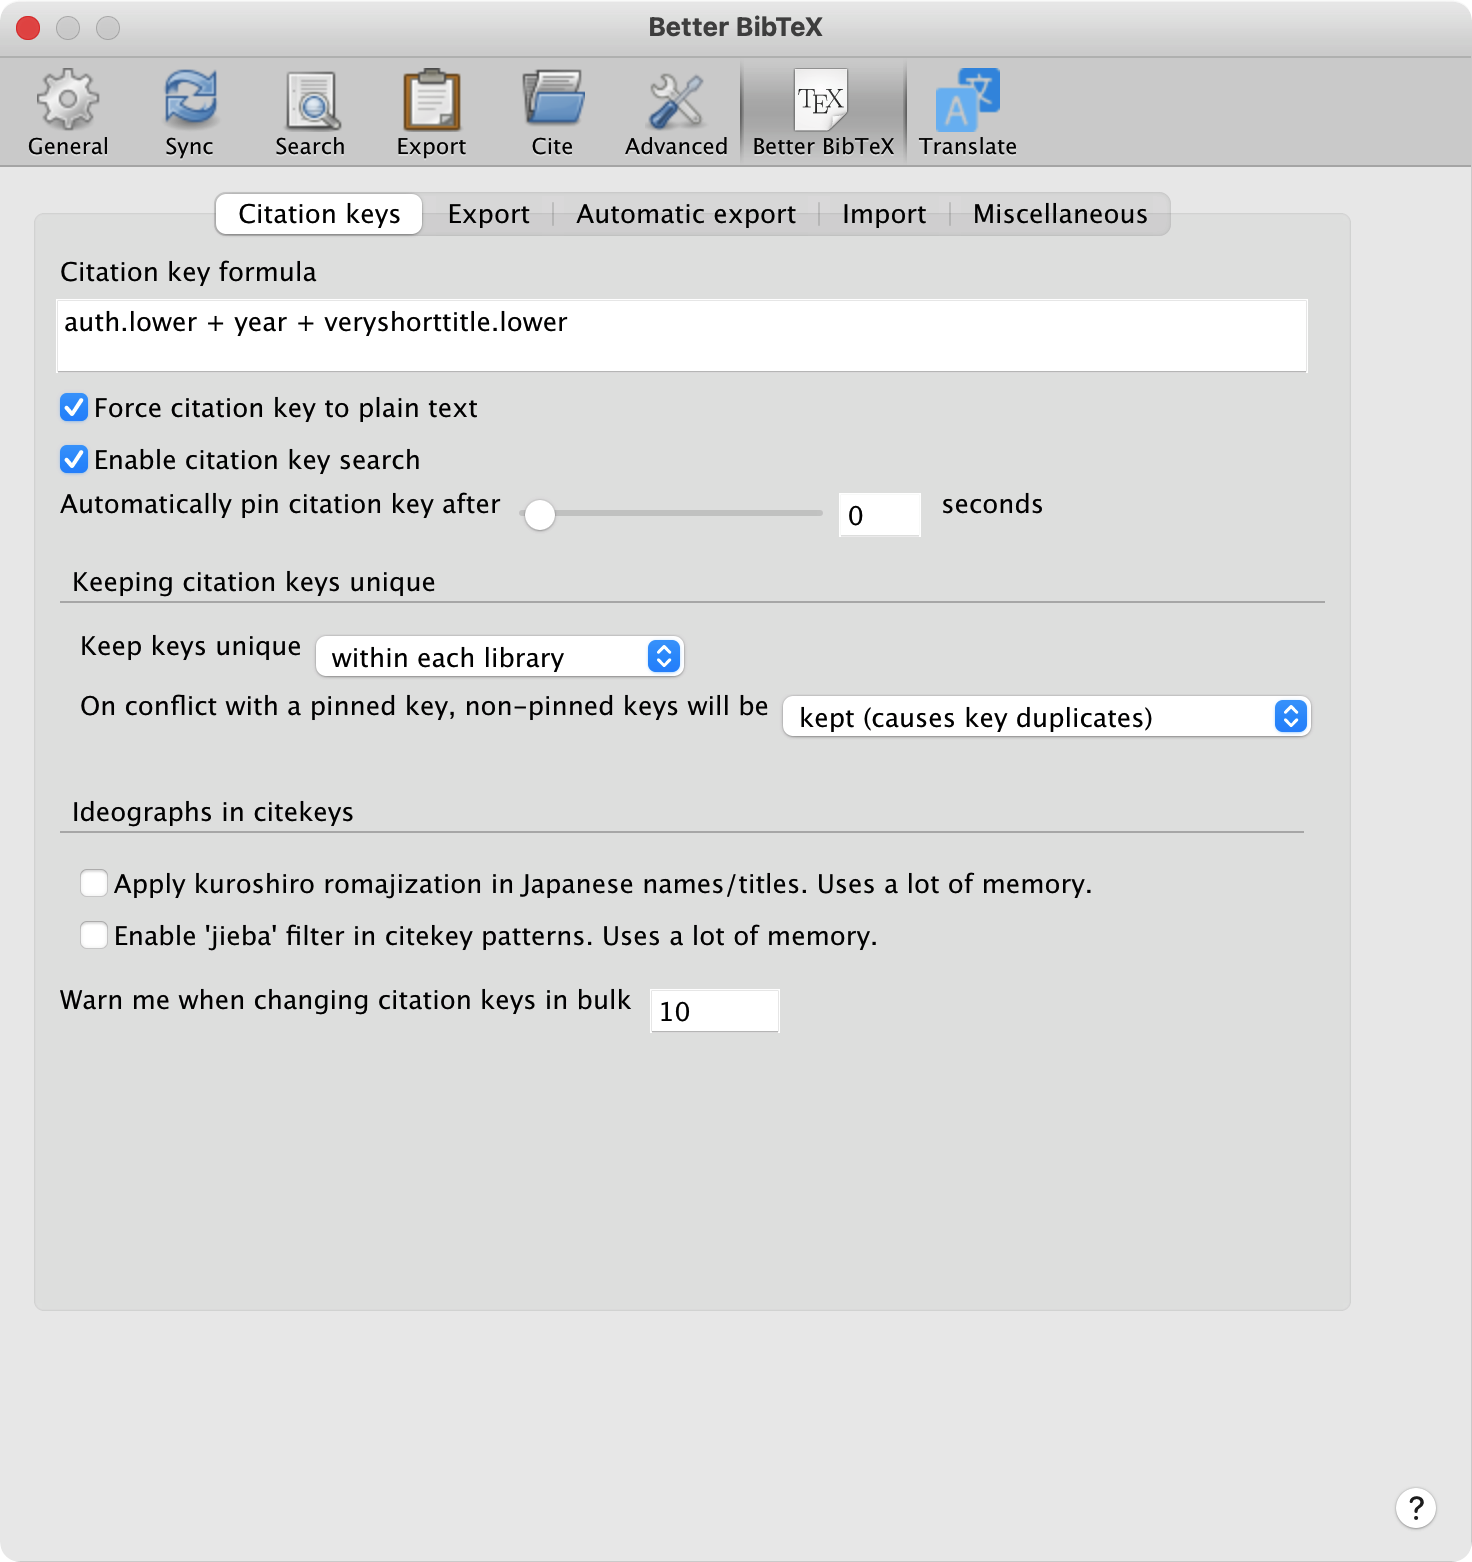 Better BibTeX
General Sync Search Export Cite Advanced TEX Better BibTeX A 文 Translate
Citation keys Export Automatic export Import Miscellaneous
Citation key formula
auth.lower + year + veryshorttitle.lower
Force citation key to plain text
Enable citation key search
Automatically pin citation key after 0 seconds
Keeping citation keys unique
Keep keys unique within each library
On conflict with a pinned key, non-pinned keys will be kept (causes key duplicates)
Ideographs in citekeys
Apply kuroshiro romajization in Japanese names/titles. Uses a lot of memory.
Enable 'jieba' filter in citekey patterns. Uses a lot of memory.
Warn me when changing citation keys in bulk 10
?